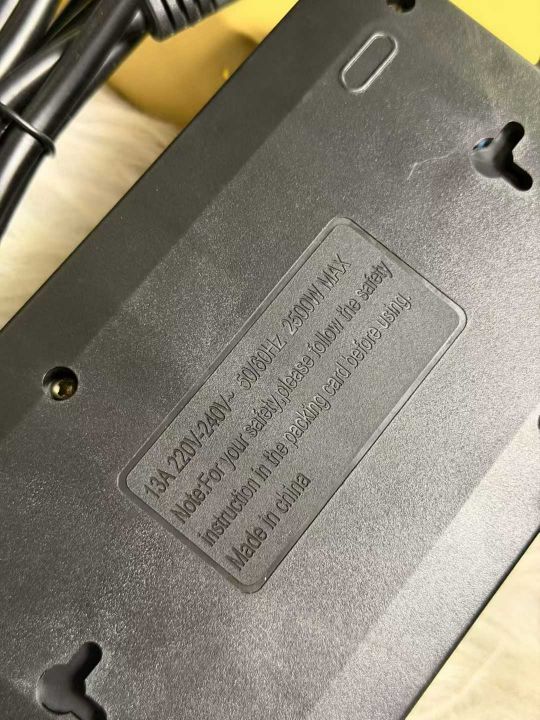 13A 220V-240V~ 50/60HZ 2500W MAX
Note:For your safety,please follow the safety
instruction in the packing card before using.
Made in china